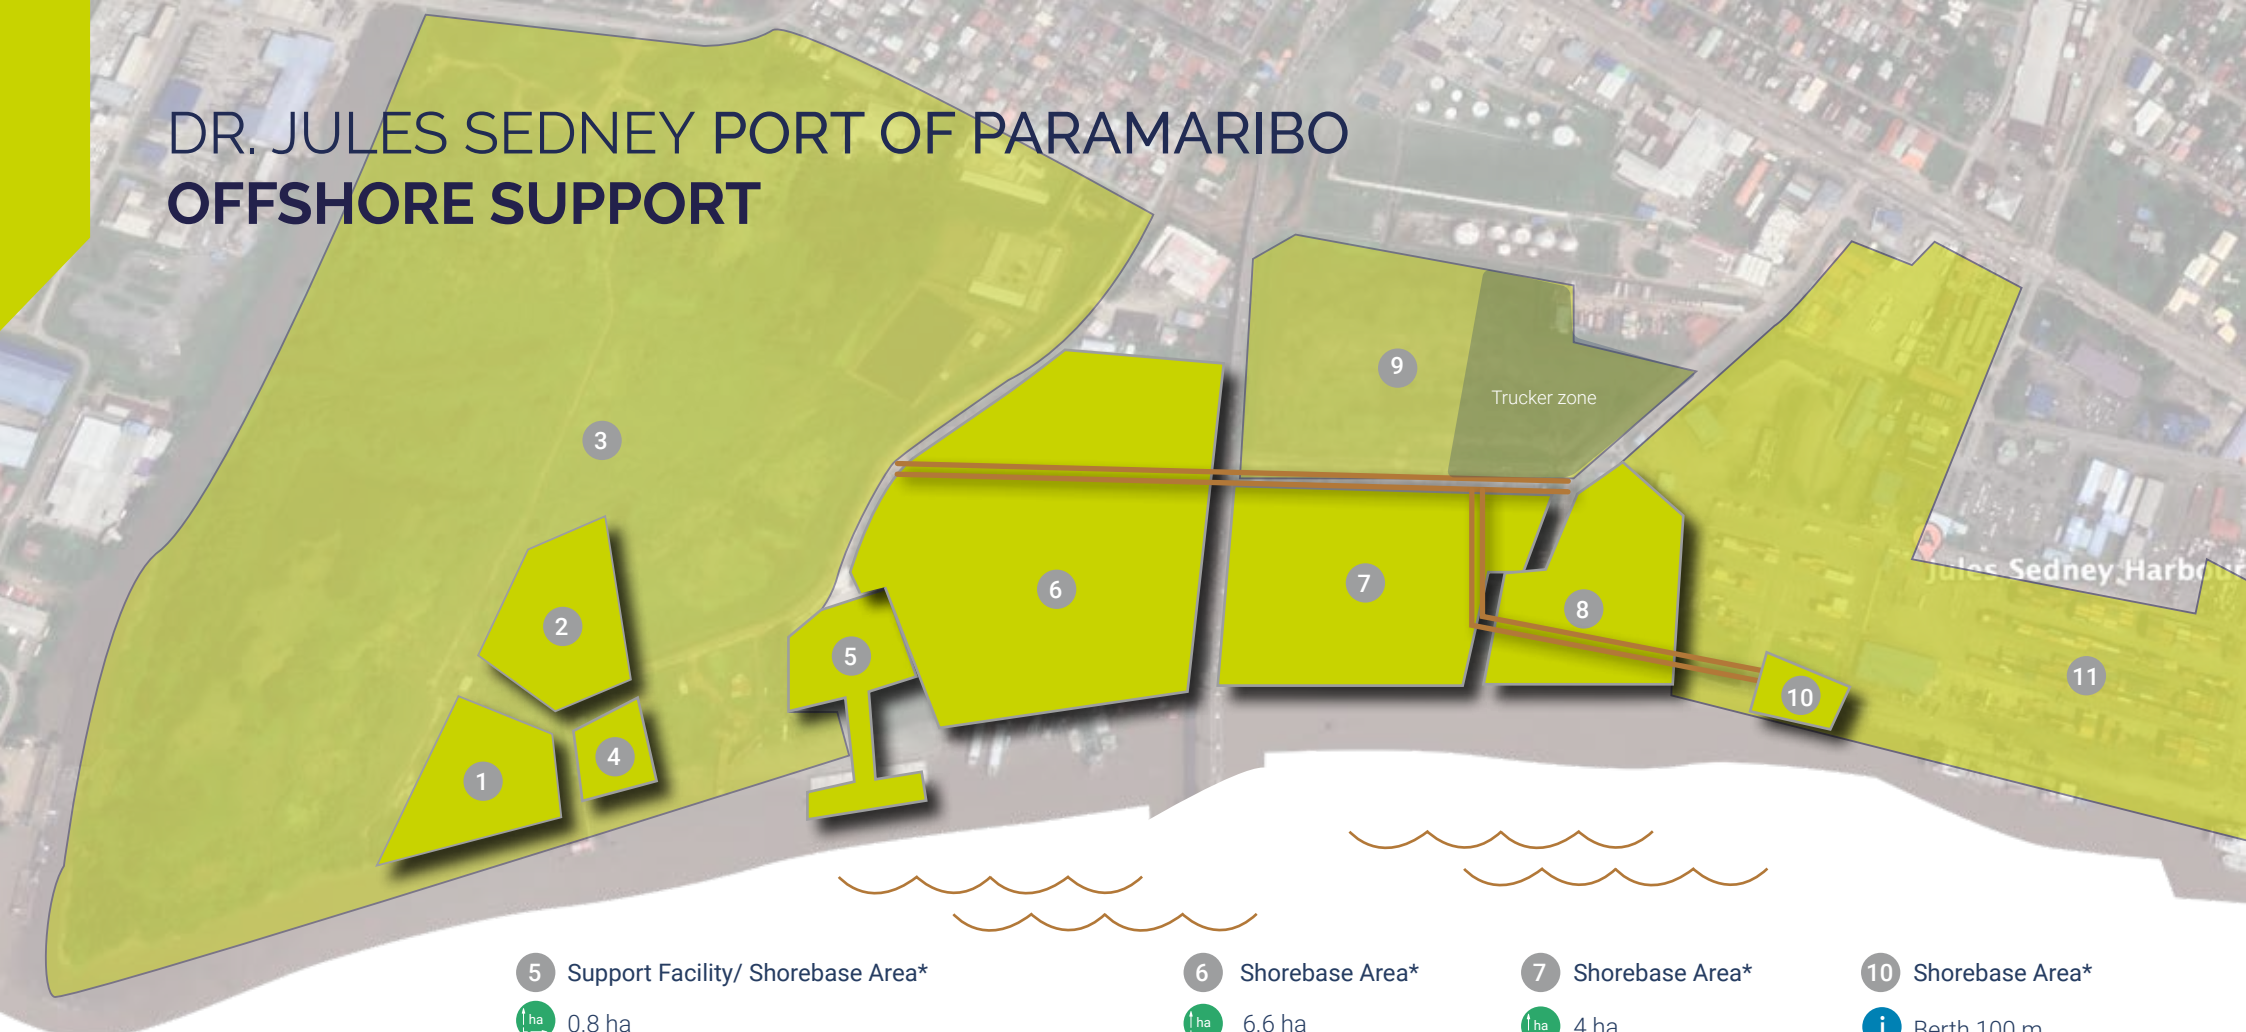 DR. JULES SEDNEY PORT OF PARAMARIBO
OFFSHORE SUPPORT
9
Trucker zone
3
2
6
7
8
5
1
4
10
11
Jules Sedney Harbour
5 Support Facility/ Shorebase Area*
ha 0.8 ha
6 Shorebase Area*
ha 6.6 ha
7 Shorebase Area*
ha 4 ha
10 Shorebase Area*
i Berth 100 m